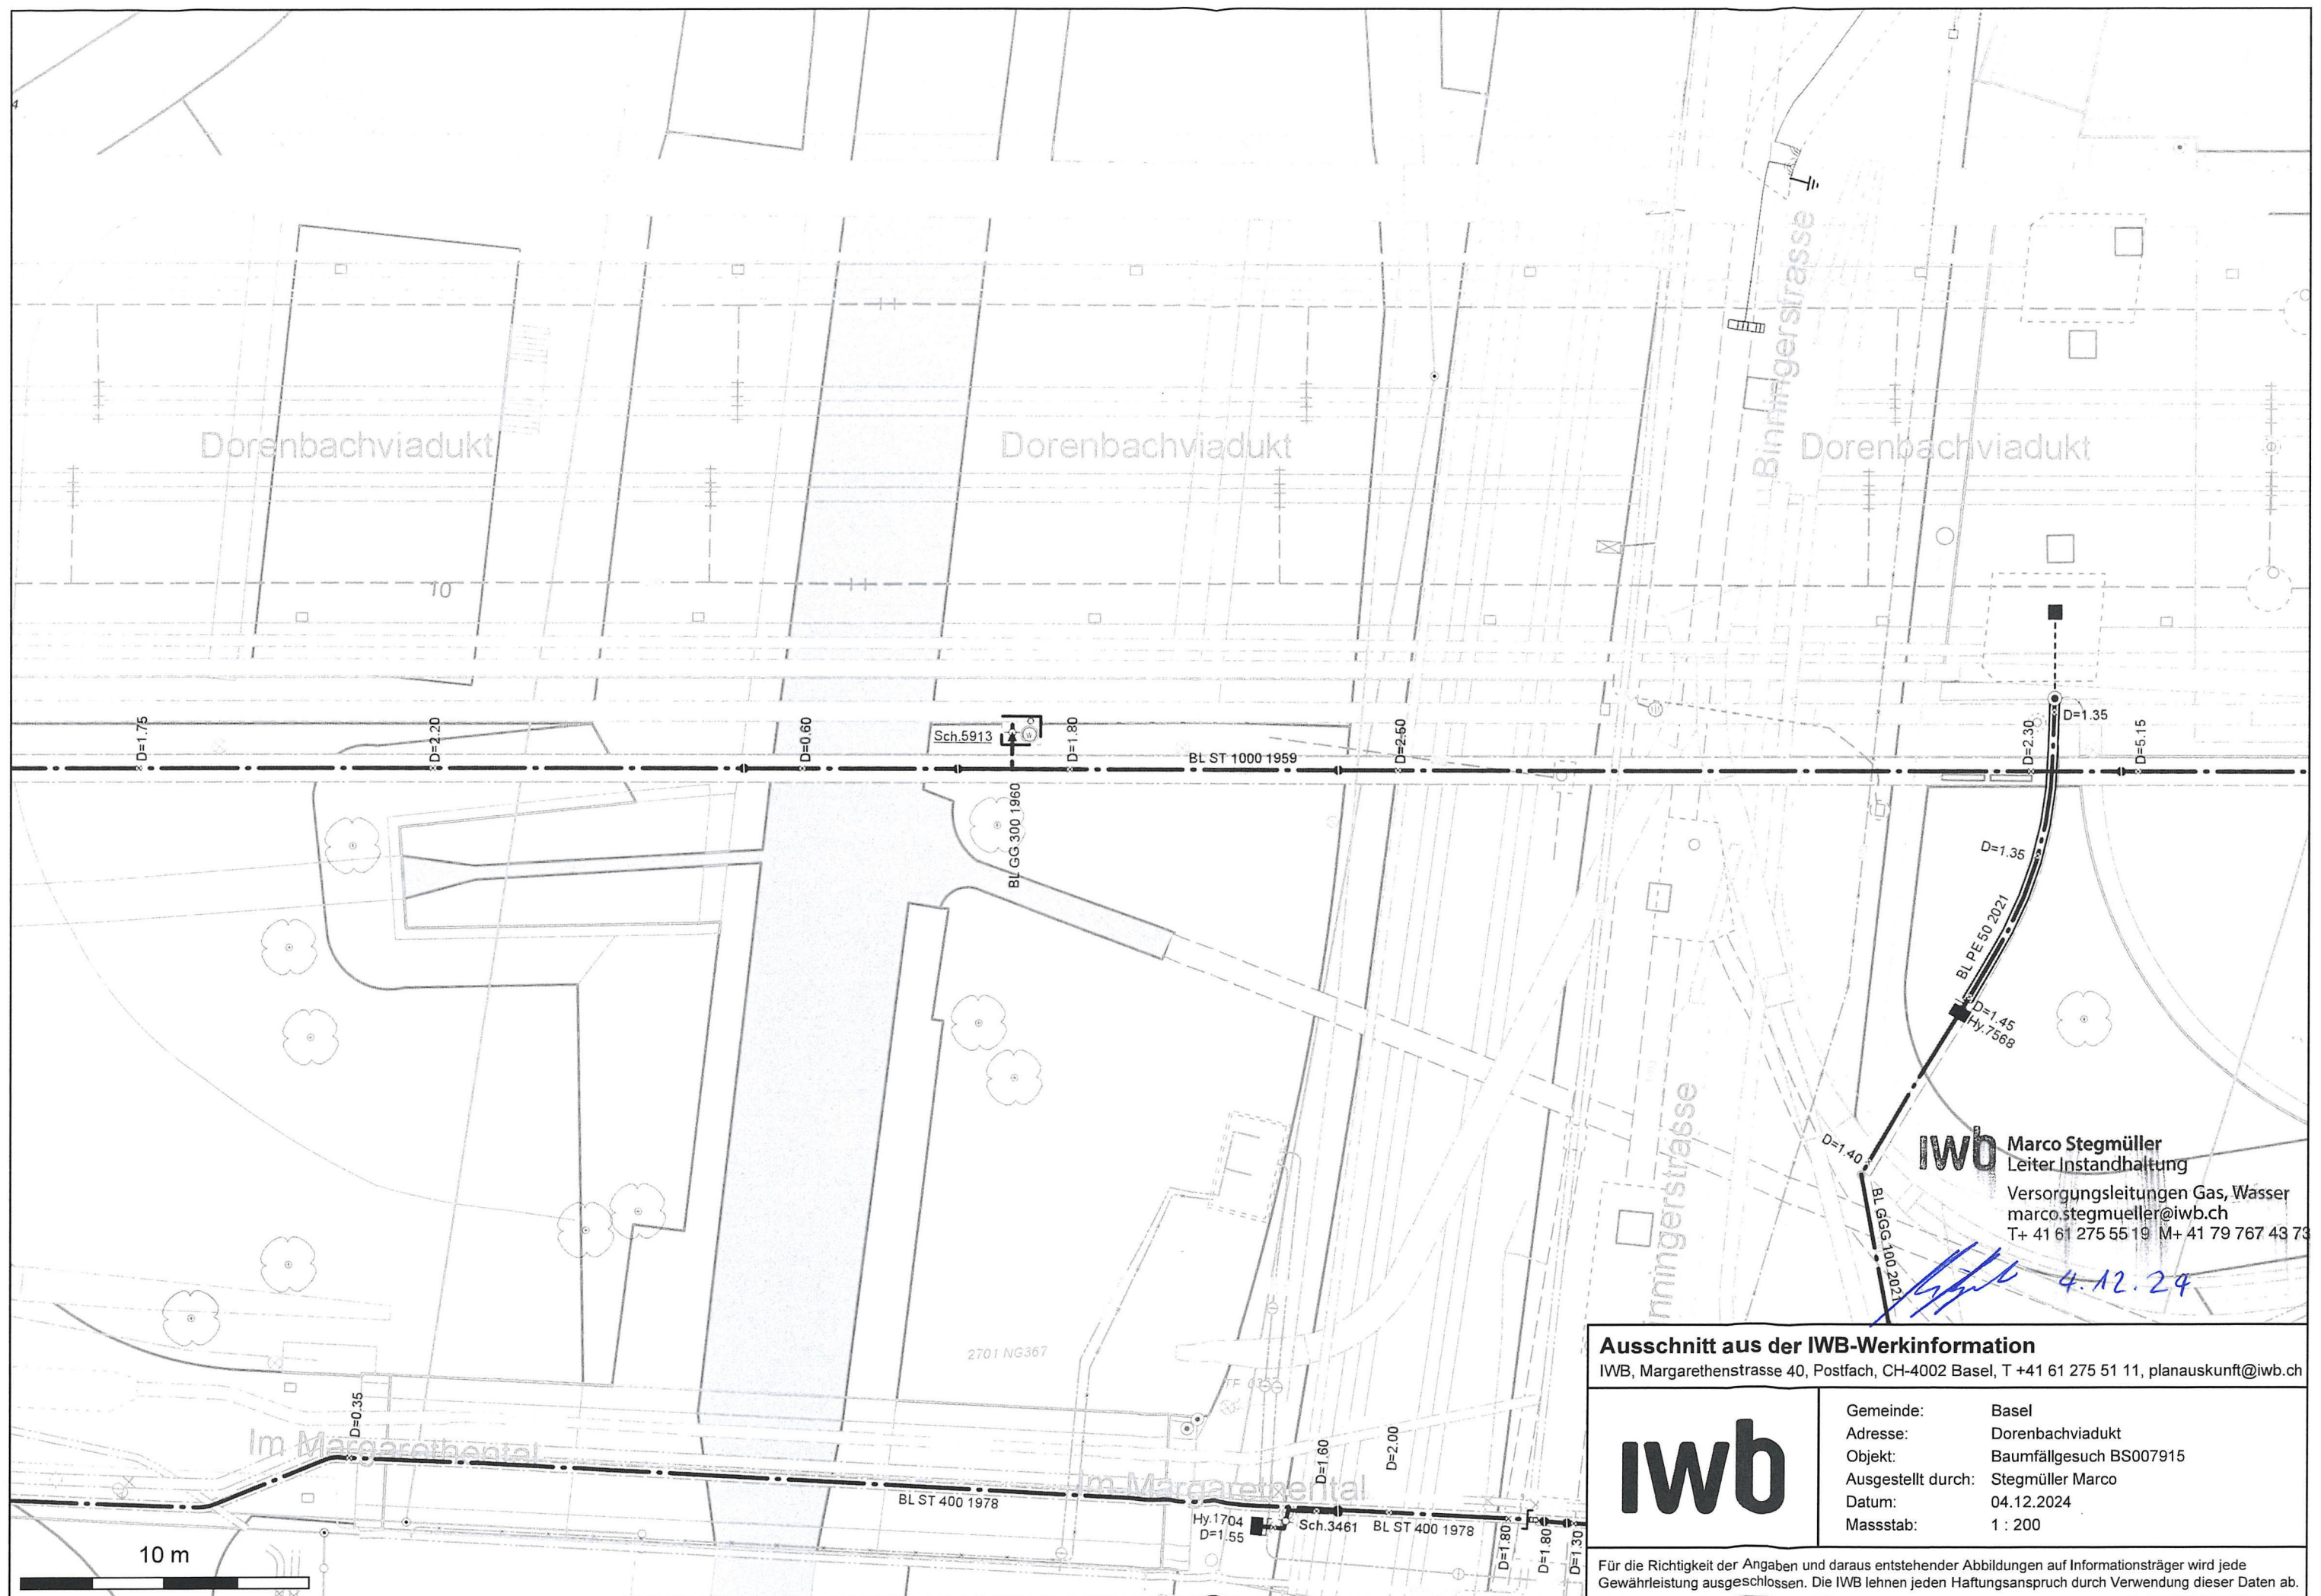 4
Binningerstrasse
Dorenbachviadukt
Dorenbachviadukt
Dorenbachviadukt
10
D=1.75
D=2.20
D=0.60
Sch.5913
D=1.80
BL ST 1000 1959
D=2.50
D=2.30
D=1.35
D=5.15
BL GG 300 1960
D=1.35
BL PE 50 2021
D=1.45
Hy.7568
D=1.40
BL GGG 100 2021
nningerstrasse
iwb Marco Stegmüller
Leiter Instandhaltung
Versorgungsleitungen Gas, Wasser
marco.stegmueller@iwb.ch
T+ 41 61 275 55 19 M+ 41 79 767 43 73
4.12.24
2701 NG367
D=0.35
Im Margarethental
Im Margarethental
BL ST 400 1978
D=1.60
D=2.00
Hy.1704
D=1.55
Sch.3461
BL ST 400 1978
D=1.80
D=1.80
D=1.30
10 m
Ausschnitt aus der IWB-Werkinformation
IWB, Margarethenstrasse 40, Postfach, CH-4002 Basel, T +41 61 275 51 11, planauskunft@iwb.ch
iwb
Gemeinde: Basel
Adresse: Dorenbachviadukt
Objekt: Baumfällgesuch BS007915
Ausgestellt durch: Stegmüller Marco
Datum: 04.12.2024
Massstab: 1 : 200
Für die Richtigkeit der Angaben und daraus entstehender Abbildungen auf Informationsträger wird jede
Gewährleistung ausgeschlossen. Die IWB lehnen jeden Haftungsanspruch durch Verwendung dieser Daten ab.